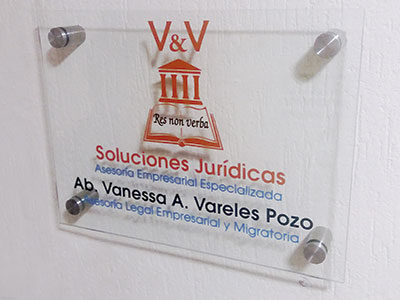 V&V
Res non verba
Soluciones Jurídicas
Asesoría Empresarial Especializada
Ab. Vanessa A. Vareles Pozo
Asesoría Legal Empresarial y Migratoria